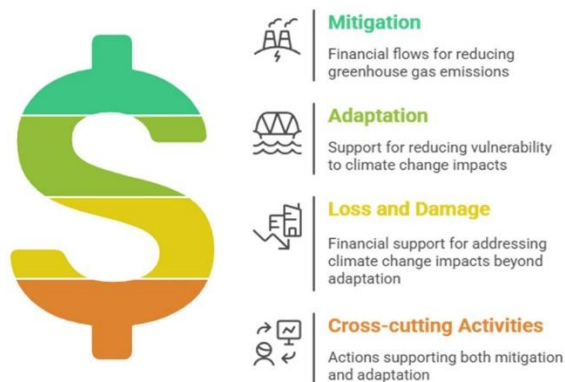 Mitigation
Financial flows for reducing
greenhouse gas emissions
Adaptation
Support for reducing vulnerability
to climate change impacts
Loss and Damage
Financial support for addressing
climate change impacts beyond
adaptation
Cross-cutting Activities
Actions supporting both mitigation
and adaptation